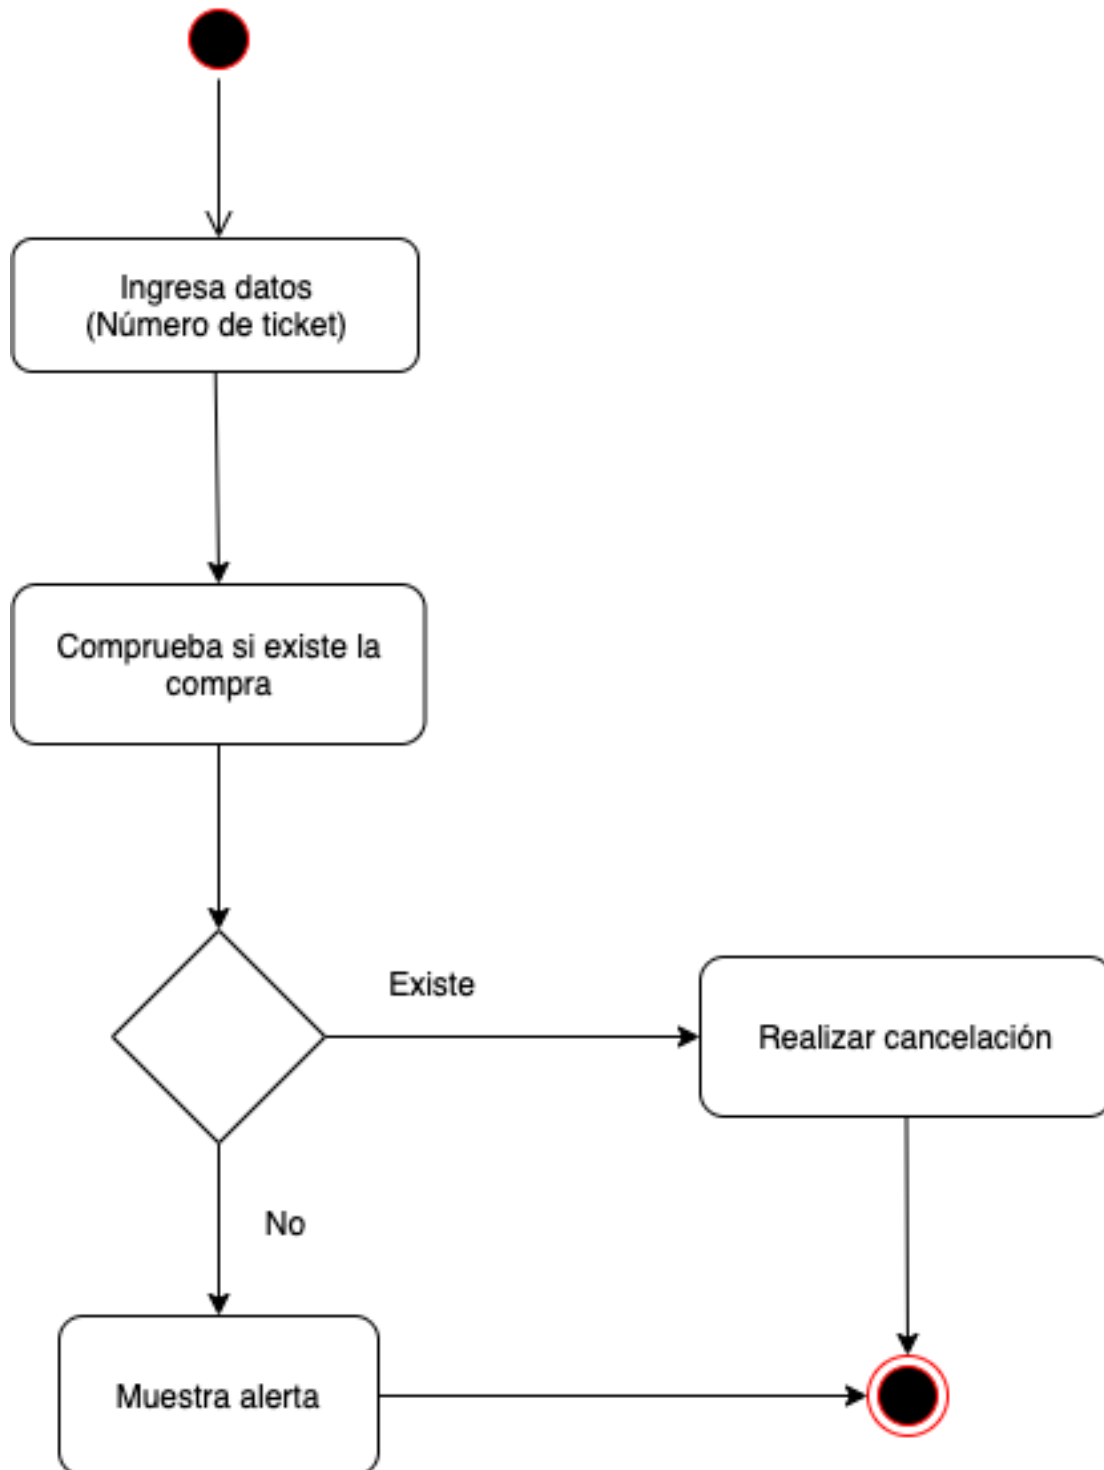 Ingresa datos
(Número de ticket)
Comprueba si existe la
compra
Existe
Realizar cancelación
No
Muestra alerta